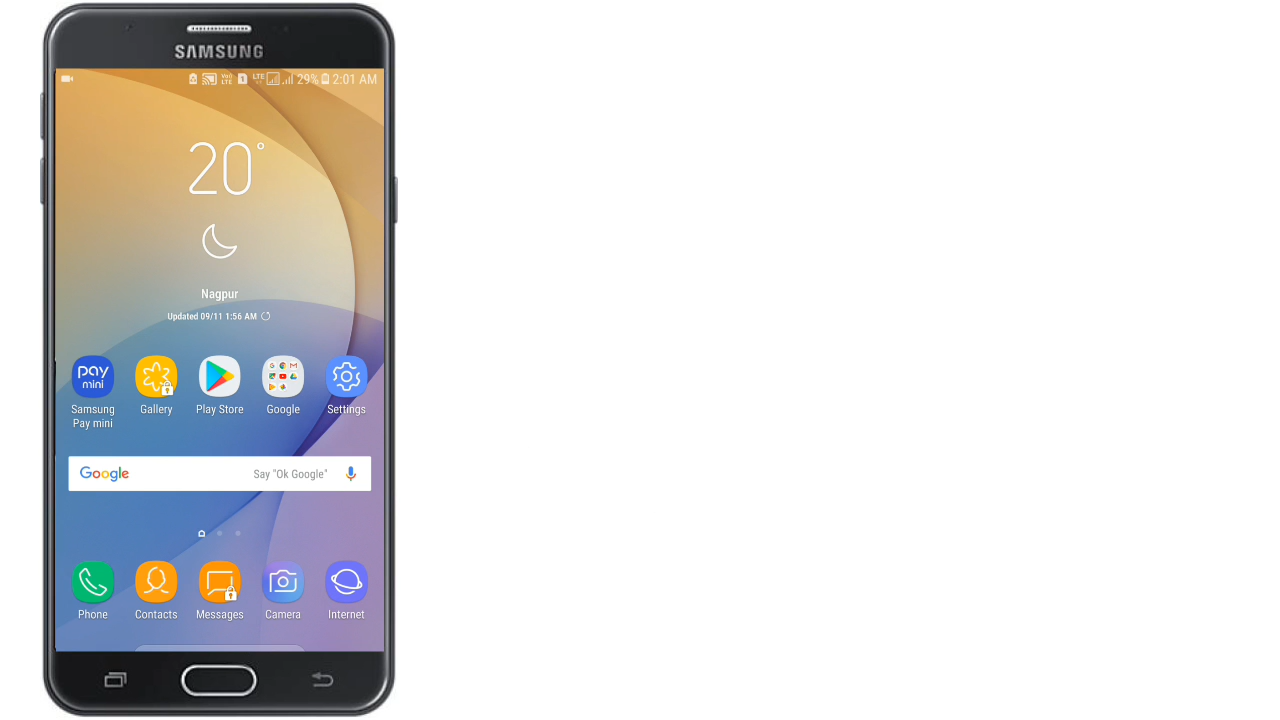 SAMSUNG
29% 2:01 AM
20°
Nagpur
Updated 09/11 1:56 AM
pay
mini
Samsung
Pay mini
Gallery
Play Store
Google
Settings
Google
Say "Ok Google"
Phone
Contacts
Messages
Camera
Internet